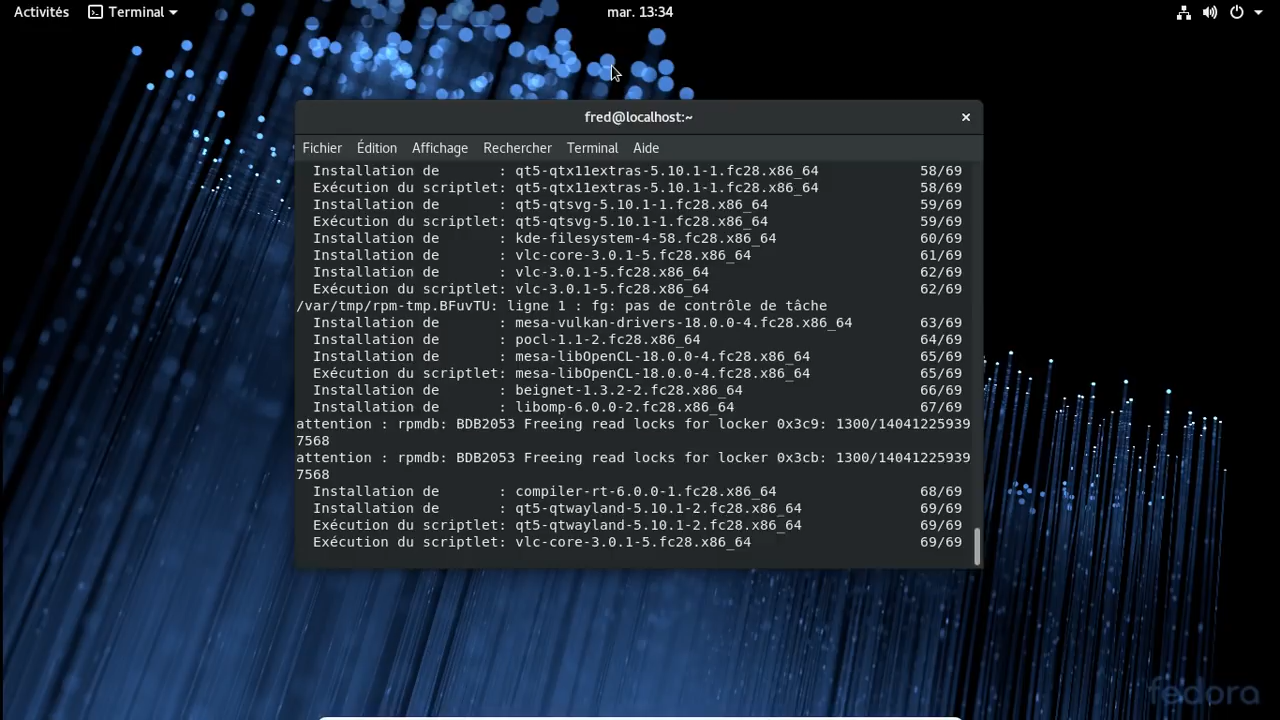 Activités Terminal mar. 13:34
fred@localhost:~
Fichier Édition Affichage Rechercher Terminal Aide
Installation de : qt5-qtx11extras-5.10.1-1.fc28.x86_64 58/69
Exécution du scriptlet: qt5-qtx11extras-5.10.1-1.fc28.x86_64 58/69
Installation de : qt5-qtsvg-5.10.1-1.fc28.x86_64 59/69
Exécution du scriptlet: qt5-qtsvg-5.10.1-1.fc28.x86_64 59/69
Installation de : kde-filesystem-4-58.fc28.x86_64 60/69
Installation de : vlc-core-3.0.1-5.fc28.x86_64 61/69
Installation de : vlc-3.0.1-5.fc28.x86_64 62/69
Exécution du scriptlet: vlc-3.0.1-5.fc28.x86_64 62/69
/var/tmp/rpm-tmp.BFuvTU: ligne 1 : fg: pas de contrôle de tâche
Installation de : mesa-vulkan-drivers-18.0.0-4.fc28.x86_64 63/69
Installation de : pocl-1.1-2.fc28.x86_64 64/69
Installation de : mesa-libOpenCL-18.0.0-4.fc28.x86_64 65/69
Exécution du scriptlet: mesa-libOpenCL-18.0.0-4.fc28.x86_64 65/69
Installation de : beignet-1.3.2-2.fc28.x86_64 66/69
Installation de : libomp-6.0.0-2.fc28.x86_64 67/69
attention : rpmdb: BDB2053 Freeing read locks for locker 0x3c9: 1300/14041225939
7568
attention : rpmdb: BDB2053 Freeing read locks for locker 0x3cb: 1300/14041225939
7568
Installation de : compiler-rt-6.0.0-1.fc28.x86_64 68/69
Installation de : qt5-qtwayland-5.10.1-2.fc28.x86_64 69/69
Exécution du scriptlet: qt5-qtwayland-5.10.1-2.fc28.x86_64 69/69
Exécution du scriptlet: vlc-core-3.0.1-5.fc28.x86_64 69/69
fedora